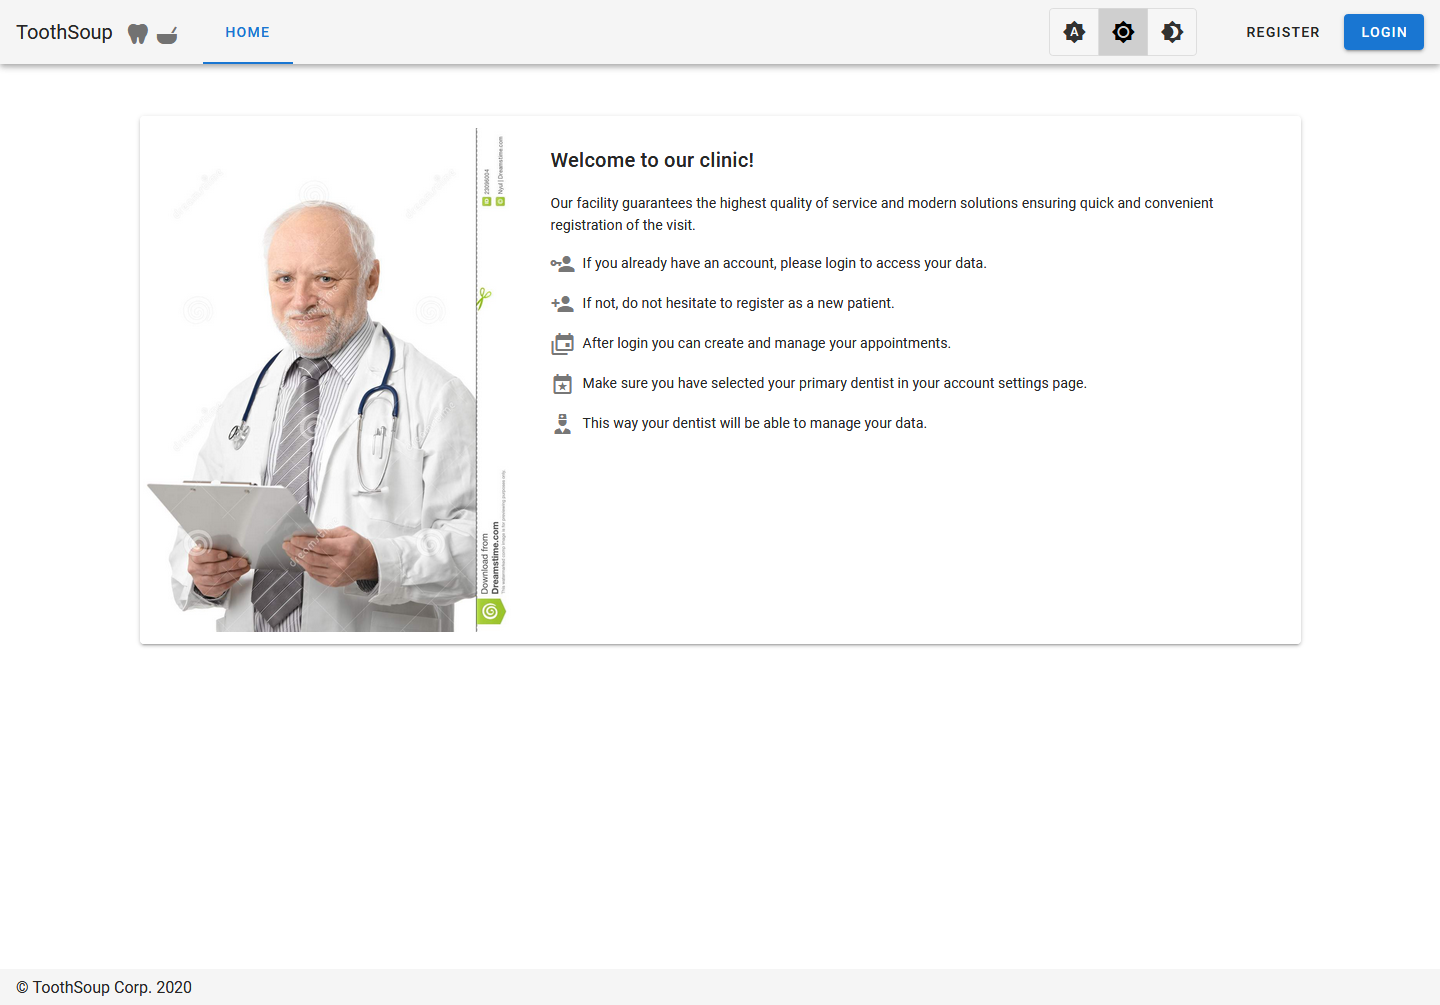 ToothSoup
HOME
A
REGISTER
LOGIN
Welcome to our clinic!
Our facility guarantees the highest quality of service and modern solutions ensuring quick and convenient
registration of the visit.
If you already have an account, please login to access your data.
If not, do not hesitate to register as a new patient.
After login you can create and manage your appointments.
Make sure you have selected your primary dentist in your account settings page.
This way your dentist will be able to manage your data.
Nyul | Dreamstime.com
Download from
Dreamstime.com
© ToothSoup Corp. 2020